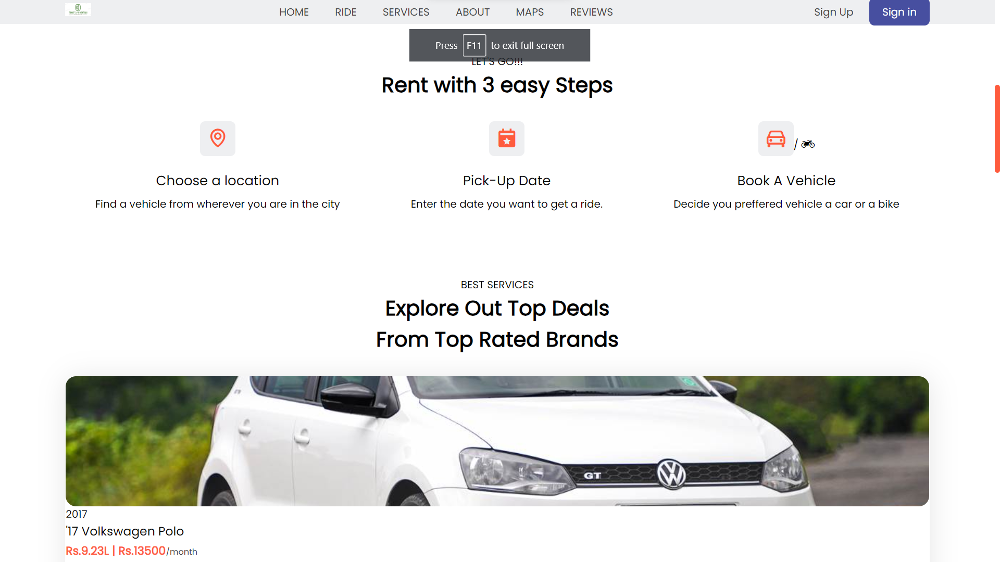 HOME RIDE SERVICES ABOUT MAPS REVIEWS Sign Up Sign in
Press F11 to exit full screen
LET'S GO!!!
Rent with 3 easy Steps
/
Choose a location
Find a vehicle from wherever you are in the city
Pick-Up Date
Enter the date you want to get a ride.
Book A Vehicle
Decide you preffered vehicle a car or a bike
BEST SERVICES
Explore Out Top Deals
From Top Rated Brands
GT
2017
'17 Volkswagen Polo
Rs.9.23L | Rs.13500/month